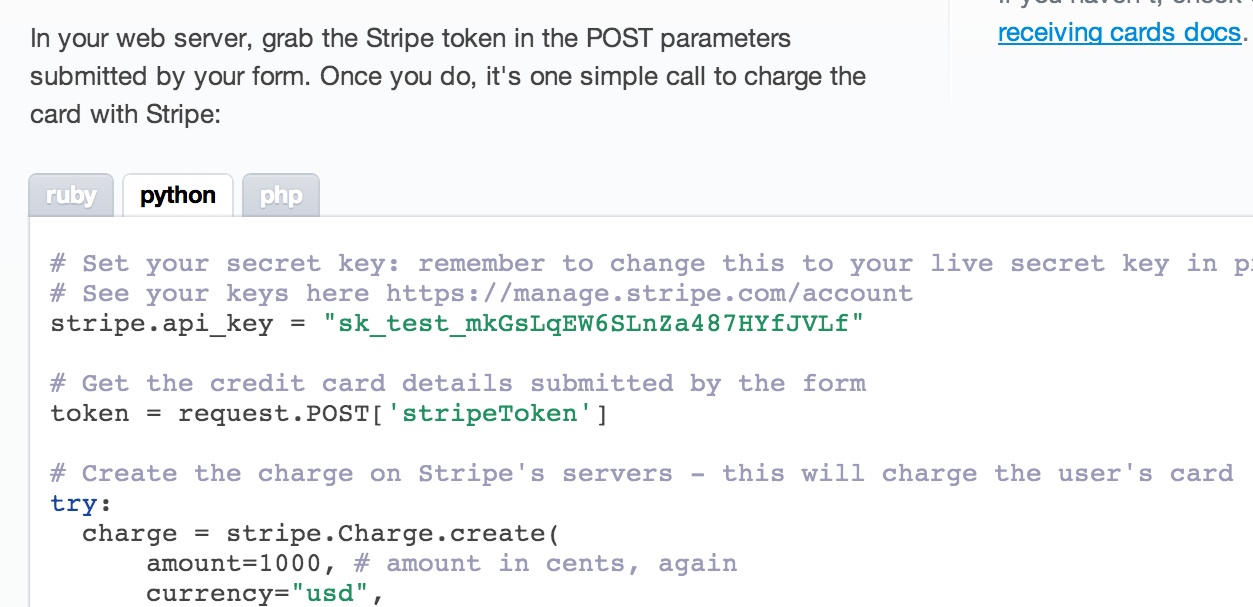 In your web server, grab the Stripe token in the POST parameters
submitted by your form. Once you do, it's one simple call to charge the
card with Stripe:
receiving cards docs.
ruby python php
# Set your secret key: remember to change this to your live secret key in
# See your keys here https://manage.stripe.com/account
stripe.api_key = "sk_test_mkGsLqEW6SLnZa487HYfJVLf"
# Get the credit card details submitted by the form
token = request.POST['stripeToken']
# Create the charge on Stripe's servers - this will charge the user's card
try:
charge = stripe.Charge.create(
amount=1000, # amount in cents, again
currency="usd",